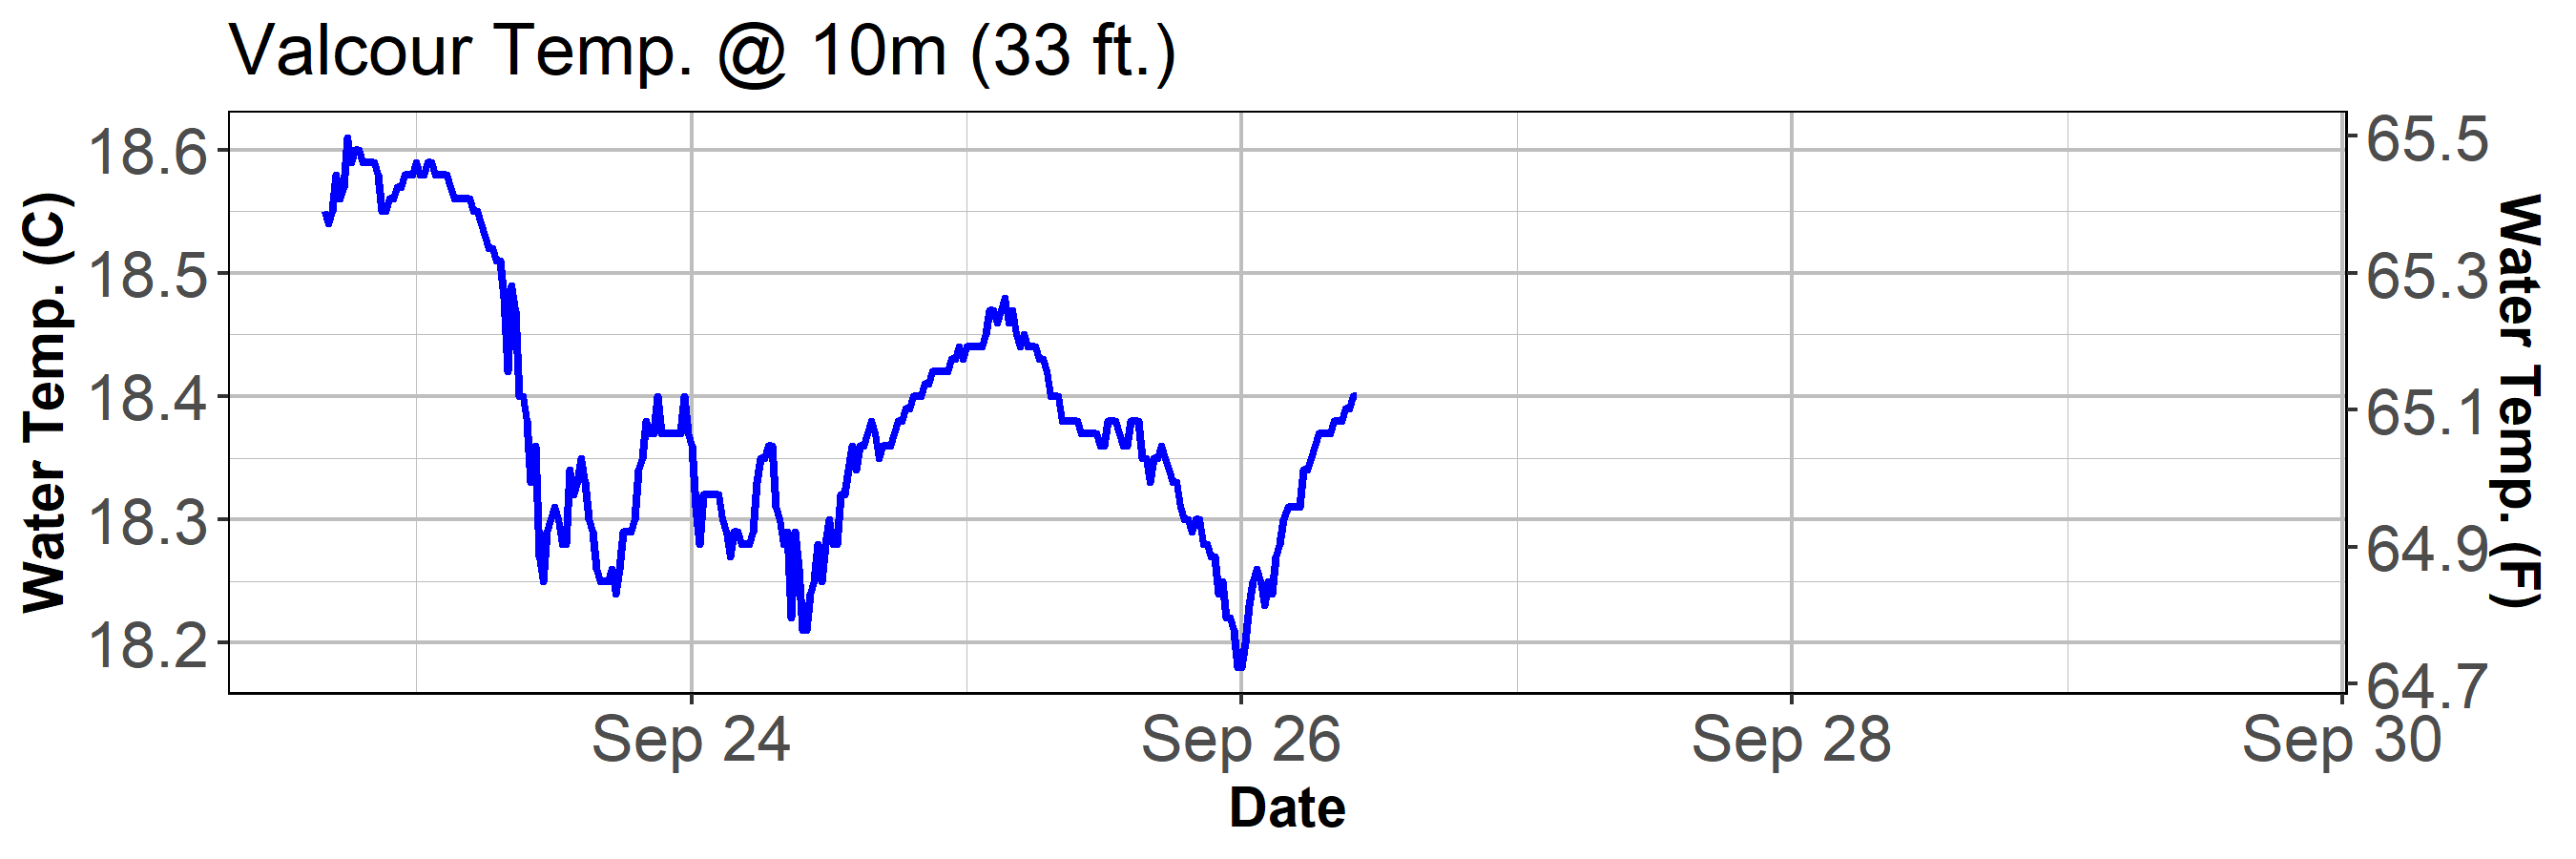 Valcour Temp. @ 10m (33 ft.)
Water Temp. (C)
18.6
18.5
18.4
18.3
18.2
65.5
65.3
65.1
64.9
64.7
Water Temp. (F)
Sep 24
Sep 26
Sep 28
Sep 30
Date